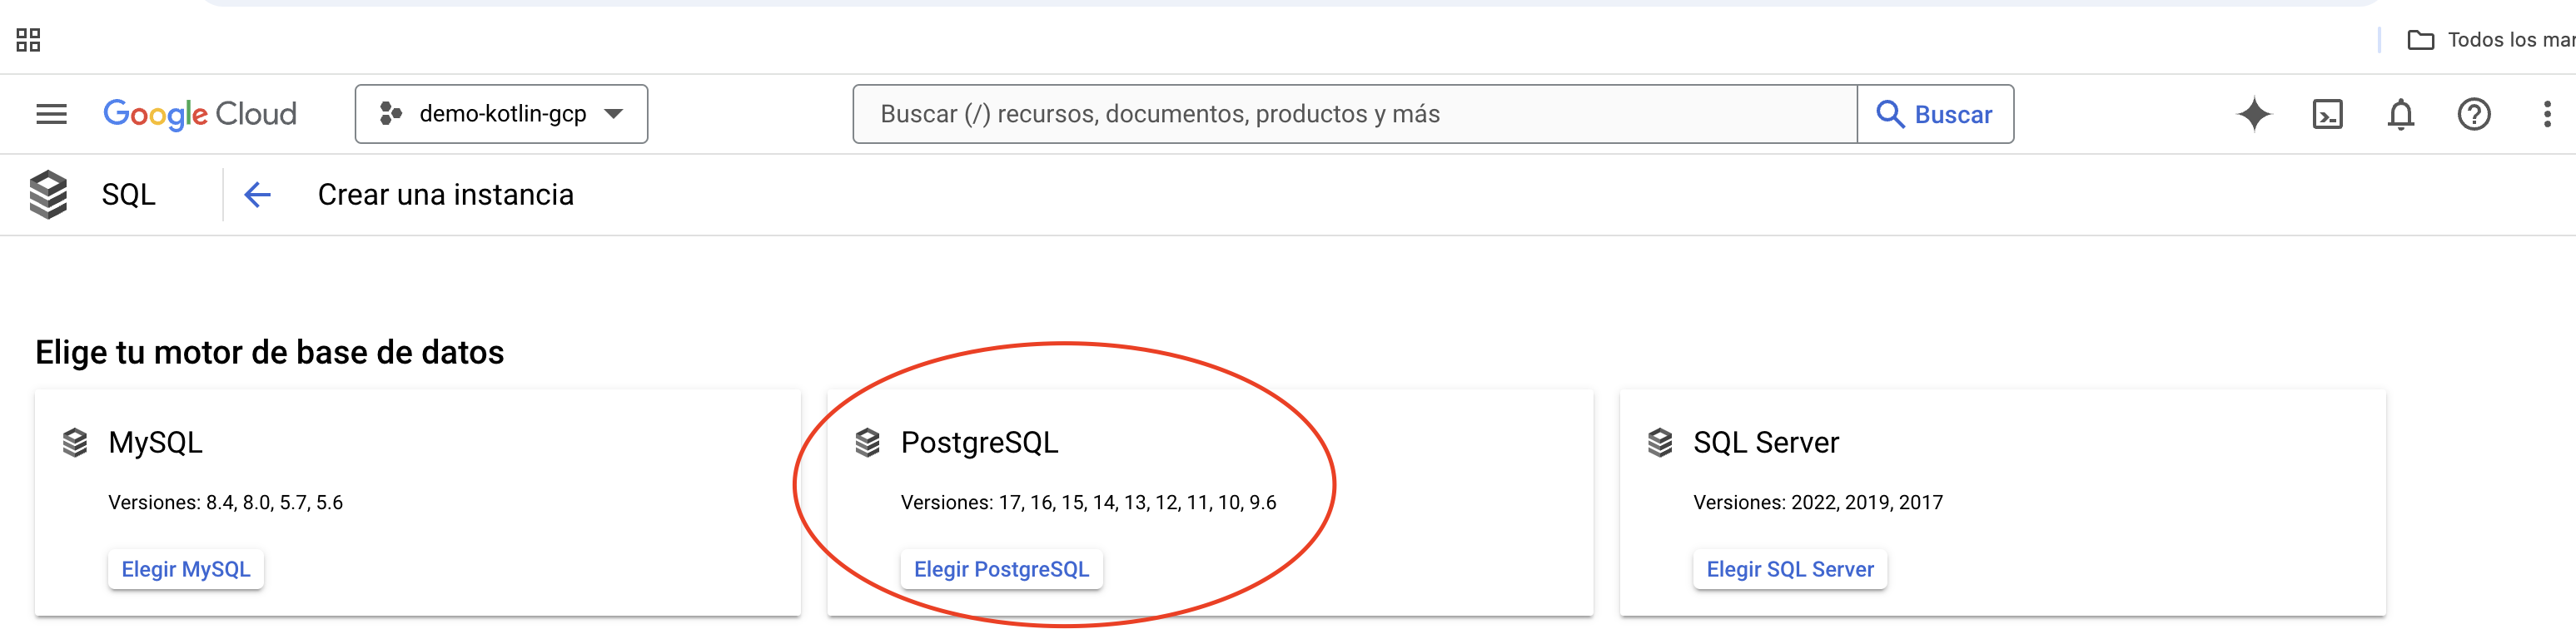 Todos los mar
Google Cloud
demo-kotlin-gcp
Buscar (/) recursos, documentos, productos y más
Buscar
SQL
Crear una instancia
Elige tu motor de base de datos
MySQL
Versiones: 8.4, 8.0, 5.7, 5.6
Elegir MySQL
PostgreSQL
Versiones: 17, 16, 15, 14, 13, 12, 11, 10, 9.6
Elegir PostgreSQL
SQL Server
Versiones: 2022, 2019, 2017
Elegir SQL Server